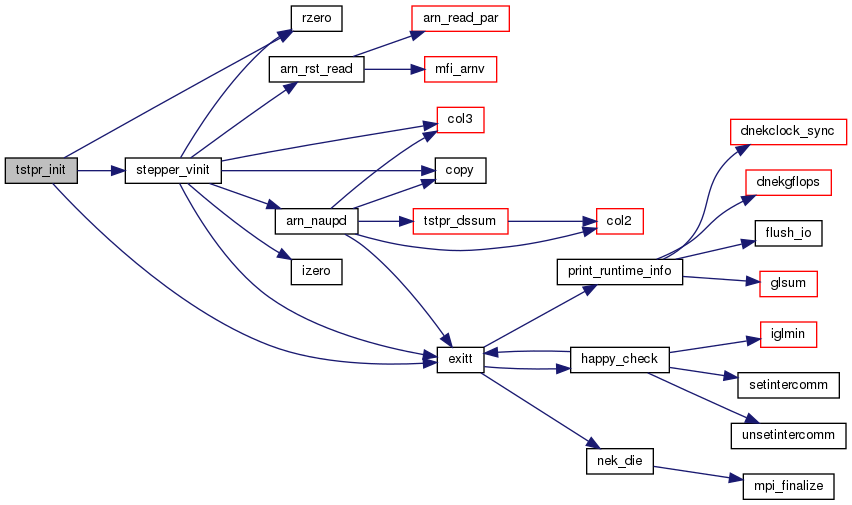 rzero
arn_read_par
arn_rst_read
mfi_arnv
col3
dnekclock_sync
tstpr_init
stepper_vinit
copy
dnekgflops
arn_naupd
tstpr_dssum
col2
flush_io
izero
print_runtime_info
glsum
exitt
happy_check
iglmin
setintercomm
unsetintercomm
nek_die
mpi_finalize